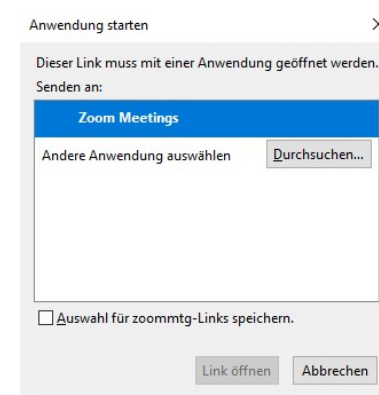 Anwendung starten
Dieser Link muss mit einer Anwendung geöffnet werden.
Senden an:
Zoom Meetings
Andere Anwendung auswählen Durchsuchen...
Auswahl für zoommtg-Links speichern.
Link öffnen Abbrechen